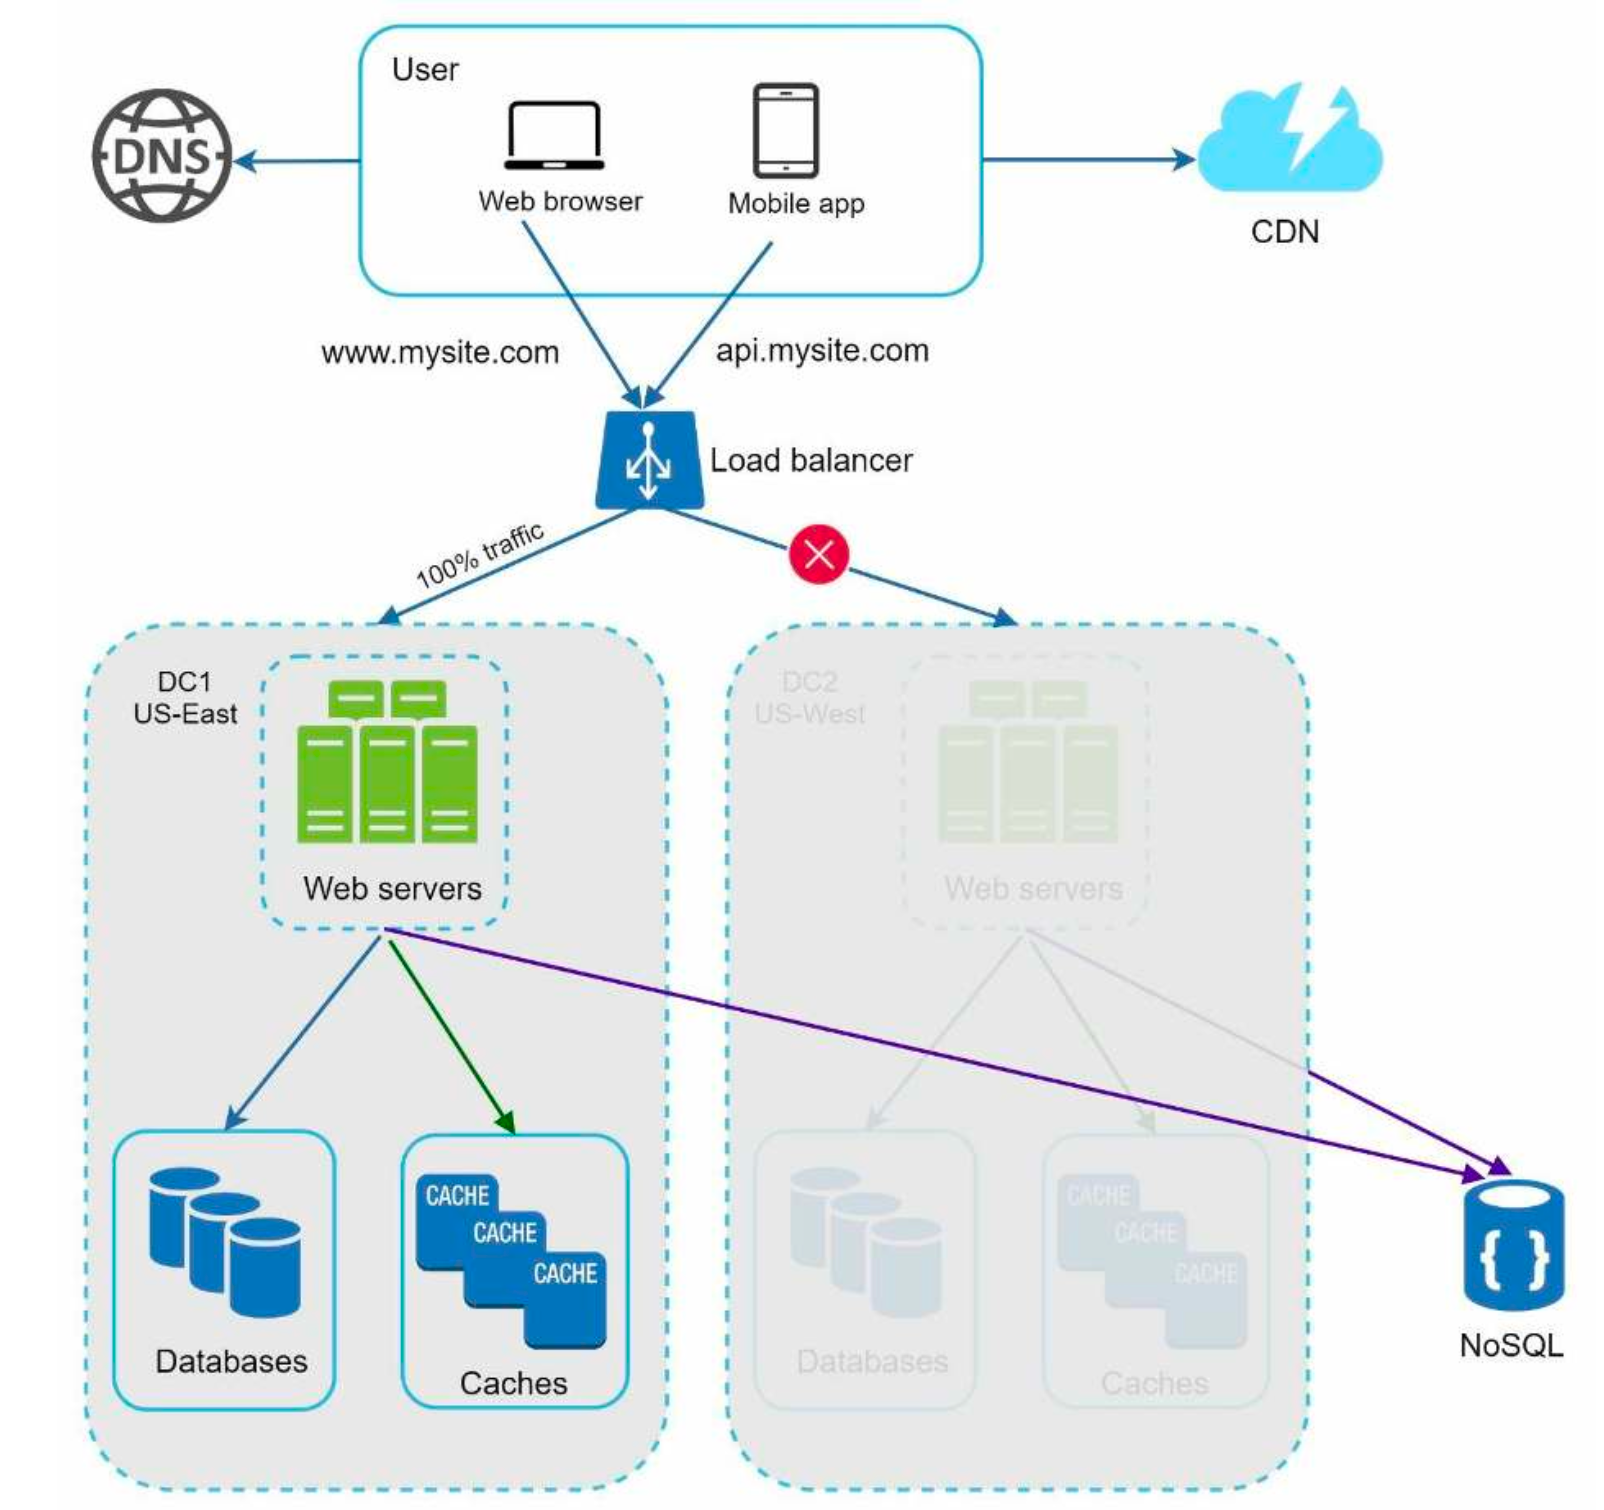 User
DNS
Web browser
Mobile app
CDN
www.mysite.com
api.mysite.com
Load balancer
100% traffic
DC1
US-East
Web servers
DC2
US-West
Web servers
CACHE
CACHE
CACHE
Databases
Caches
CACHE
CACHE
CACHE
Databases
Caches
{ }
NoSQL